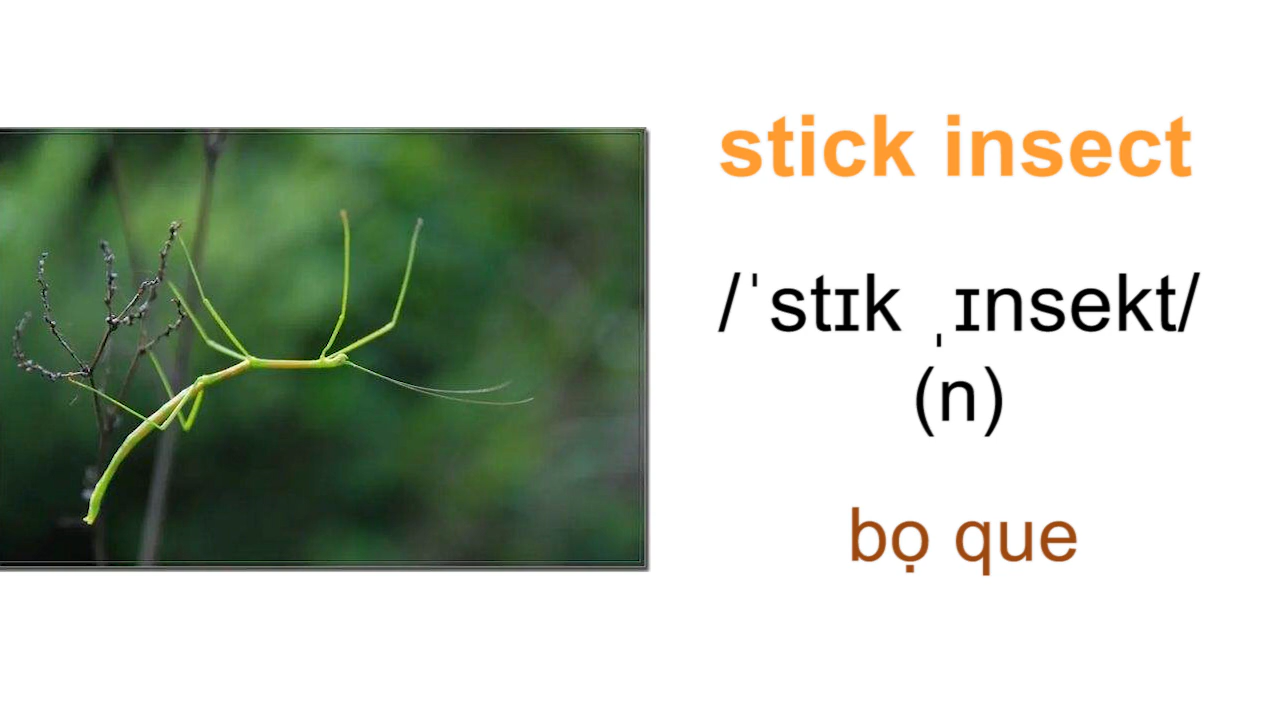 stick insect
/ˈstɪk ˌɪnsekt/
(n)
bọ que